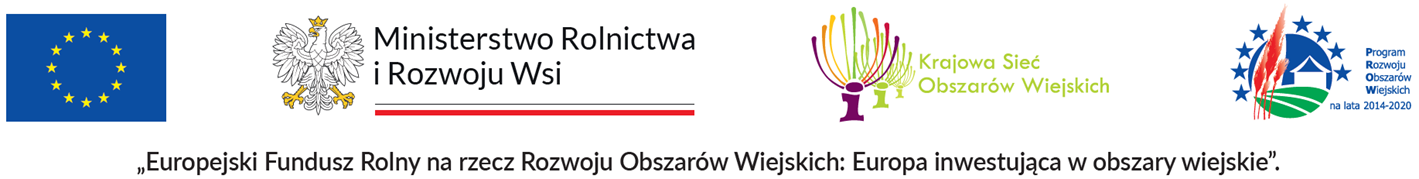 Ministerstwo Rolnictwa
i Rozwoju Wsi
Krajowa Sieć
Obszarów Wiejskich
Program
Rozwoju
Obszarów
Wiejskich
na lata 2014-2020
„Europejski Fundusz Rolny na rzecz Rozwoju Obszarów Wiejskich: Europa inwestująca w obszary wiejskie”.